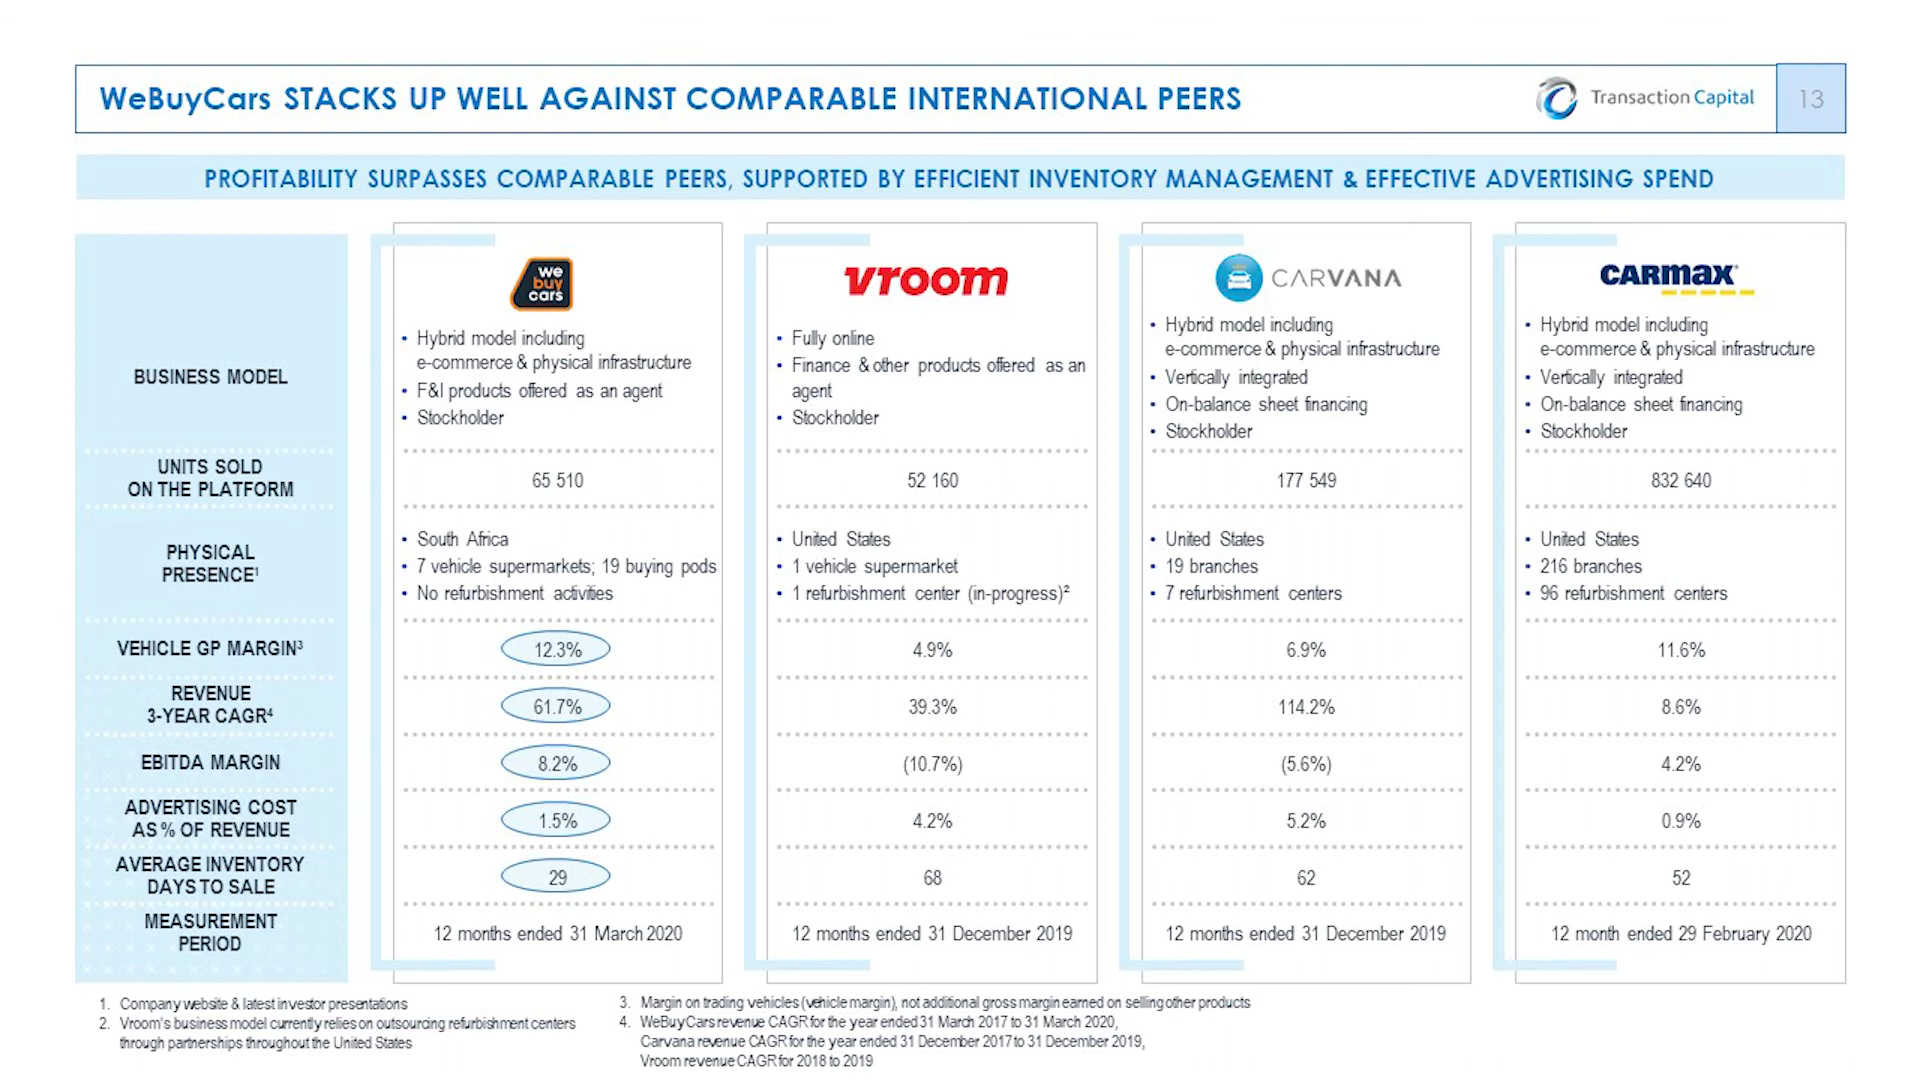 WeBuyCars STACKS UP WELL AGAINST COMPARABLE INTERNATIONAL PEERS
Transaction Capital
13
PROFITABILITY SURPASSES COMPARABLE PEERS, SUPPORTED BY EFFICIENT INVENTORY MANAGEMENT & EFFECTIVE ADVERTISING SPEND
we
buy
cars
vroom
CARVANA
CARMAX
BUSINESS MODEL
• Hybrid model including
e-commerce & physical infrastructure
• F&I products offered as an agent
• Stockholder
• Fully online
• Finance & other products offered as an
agent
• Stockholder
• Hybrid model including
e-commerce & physical infrastructure
• Vertically integrated
• On-balance sheet financing
• Stockholder
• Hybrid model including
e-commerce & physical infrastructure
• Vertically integrated
• On-balance sheet financing
• Stockholder
UNITS SOLD
ON THE PLATFORM
65 510
52 160
177 549
832 640
PHYSICAL
PRESENCE¹
• South Africa
• 7 vehicle supermarkets; 19 buying pods
• No refurbishment activities
• United States
• 1 vehicle supermarket
• 1 refurbishment center (in-progress)²
• United States
• 19 branches
• 7 refurbishment centers
• United States
• 216 branches
• 96 refurbishment centers
VEHICLE GP MARGIN³
12.3%
4.9%
6.9%
11.6%
REVENUE
3-YEAR CAGR⁴
61.7%
39.3%
114.2%
8.6%
EBITDA MARGIN
8.2%
(10.7%)
(5.6%)
4.2%
ADVERTISING COST
AS % OF REVENUE
1.5%
4.2%
5.2%
0.9%
AVERAGE INVENTORY
DAYS TO SALE
29
68
62
52
MEASUREMENT
PERIOD
12 months ended 31 March 2020
12 months ended 31 December 2019
12 months ended 31 December 2019
12 month ended 29 February 2020
1. Company website & latest investor presentations
2. Vroom's business model currently relies on outsourcing refurbishment centers
through partnerships throughout the United States
3. Margin on trading vehicles (vehicle margin), not additional gross margin earned on selling other products
4. WeBuyCars revenue CAGR for the year ended 31 March 2017 to 31 March 2020,
Carvana revenue CAGR for the year ended 31 December 2017 to 31 December 2019,
Vroom revenue CAGR for 2018 to 2019